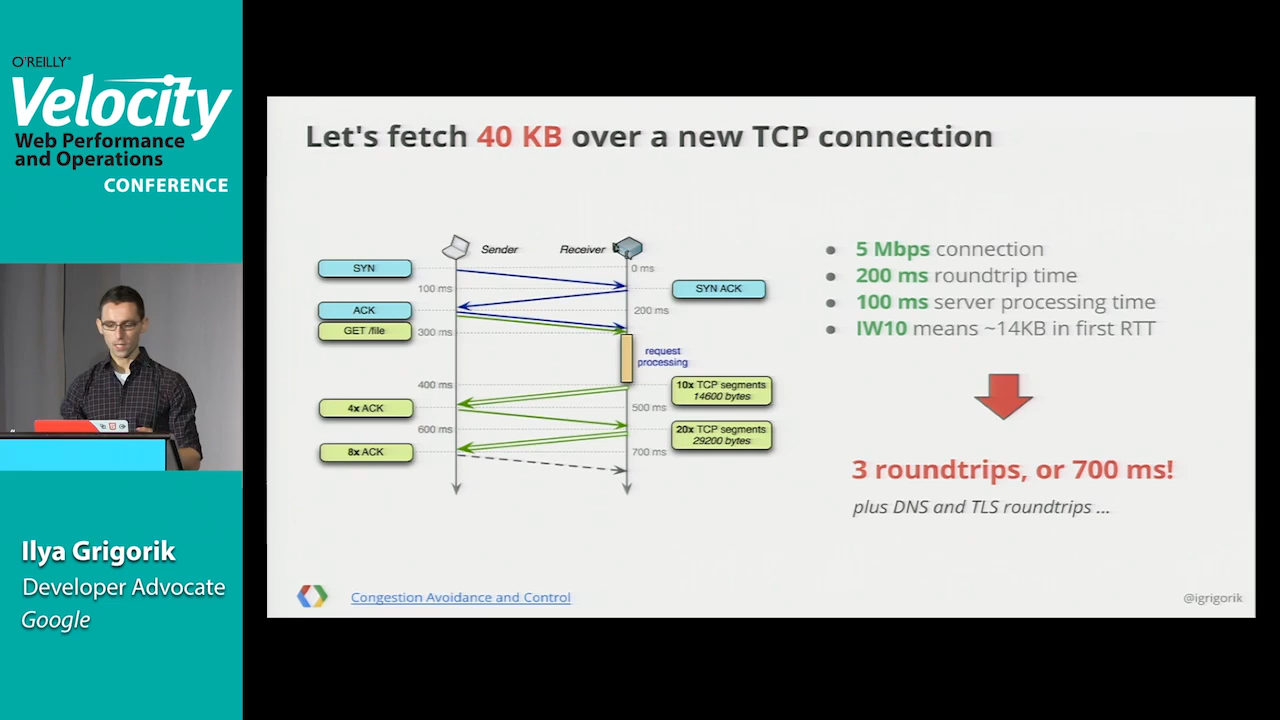 O'REILLY®
Velocity
Web Performance
and Operations
CONFERENCE
Let's fetch 40 KB over a new TCP connection
Sender
Receiver
SYN
0 ms
100 ms
SYN ACK
ACK
200 ms
GET /file
300 ms
request
processing
400 ms
10x TCP segments
14600 bytes
4x ACK
500 ms
600 ms
20x TCP segments
29200 bytes
8x ACK
700 ms
5 Mbps connection
200 ms roundtrip time
100 ms server processing time
IW10 means ~14KB in first RTT
3 roundtrips, or 700 ms!
plus DNS and TLS roundtrips ...
Congestion Avoidance and Control
@igrigorik
Ilya Grigorik
Developer Advocate
Google